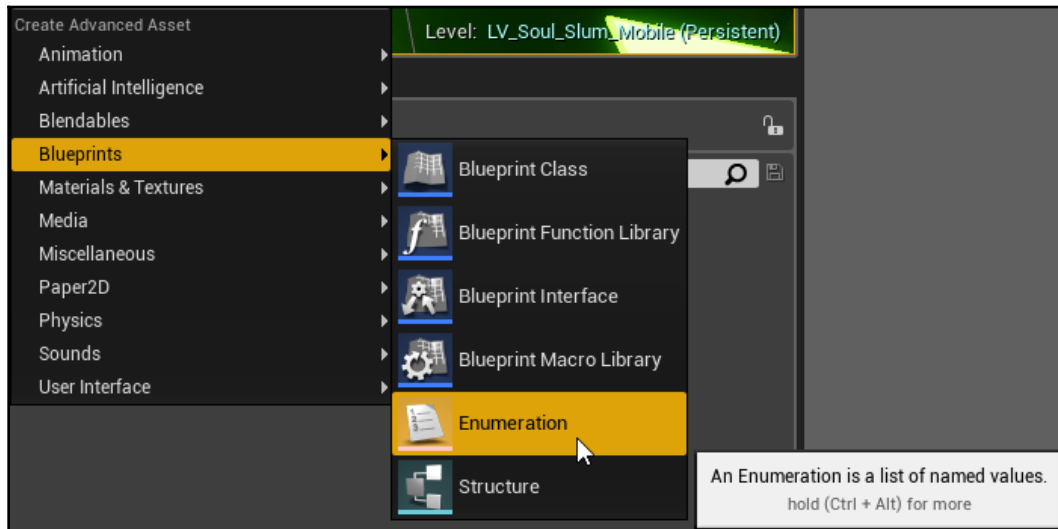 Create Advanced Asset
Animation
Artificial Intelligence
Blendables
Blueprints
Materials & Textures
Media
Miscellaneous
Paper2D
Physics
Sounds
User Interface
Level: LV_Soul_Slum_Mobile (Persistent)
Blueprint Class
Blueprint Function Library
Blueprint Interface
Blueprint Macro Library
Enumeration
Structure
An Enumeration is a list of named values.
hold (Ctrl + Alt) for more